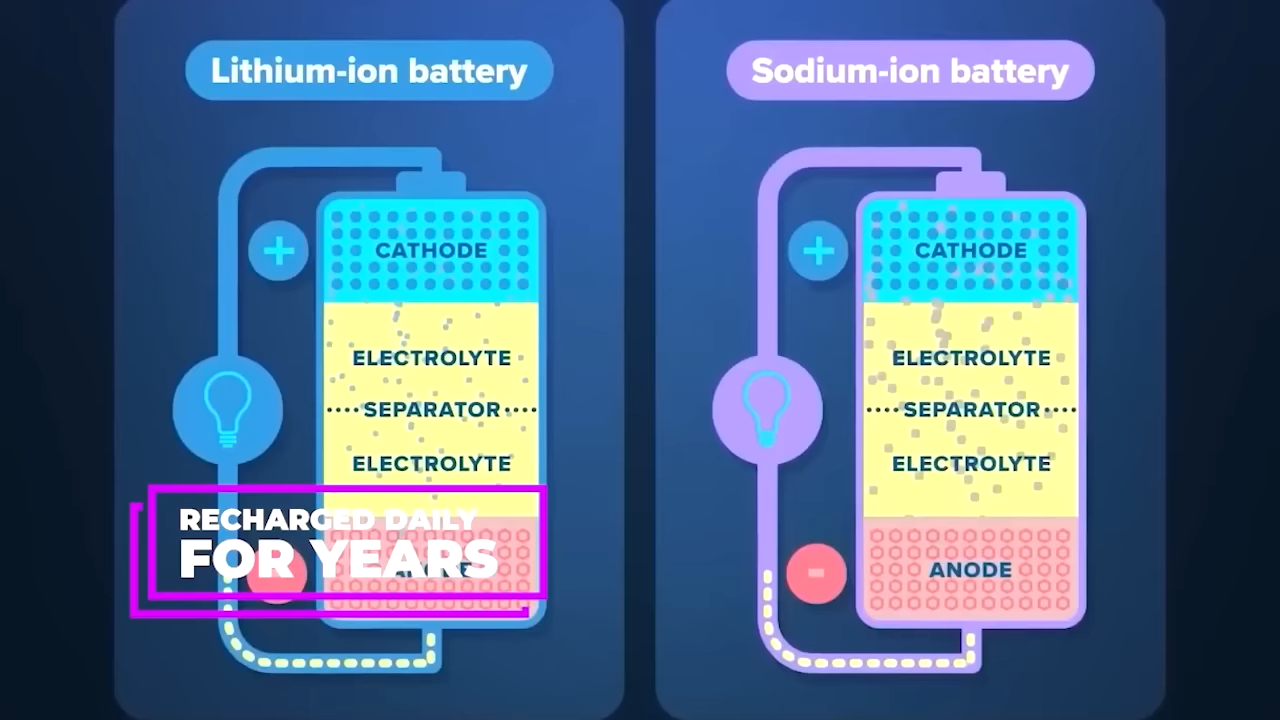 Lithium-ion battery
+
CATHODE
ELECTROLYTE
SEPARATOR
ELECTROLYTE
RECHARGED DAILY
FOR YEARS
Sodium-ion battery
+
CATHODE
ELECTROLYTE
SEPARATOR
ELECTROLYTE
-
ANODE